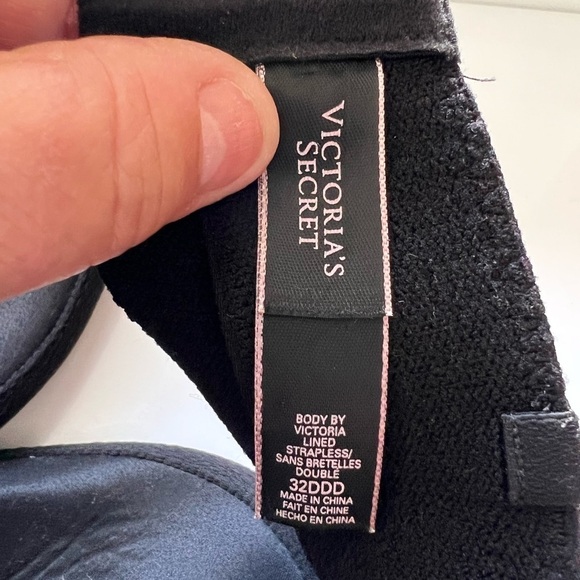 VICTORIA'S
SECRET
BODY BY
VICTORIA
LINED
STRAPLESS/
SANS BRETELLES
DOUBLÉ
32DDD
MADE IN CHINA
FAIT EN CHINE
HECHO EN CHINA